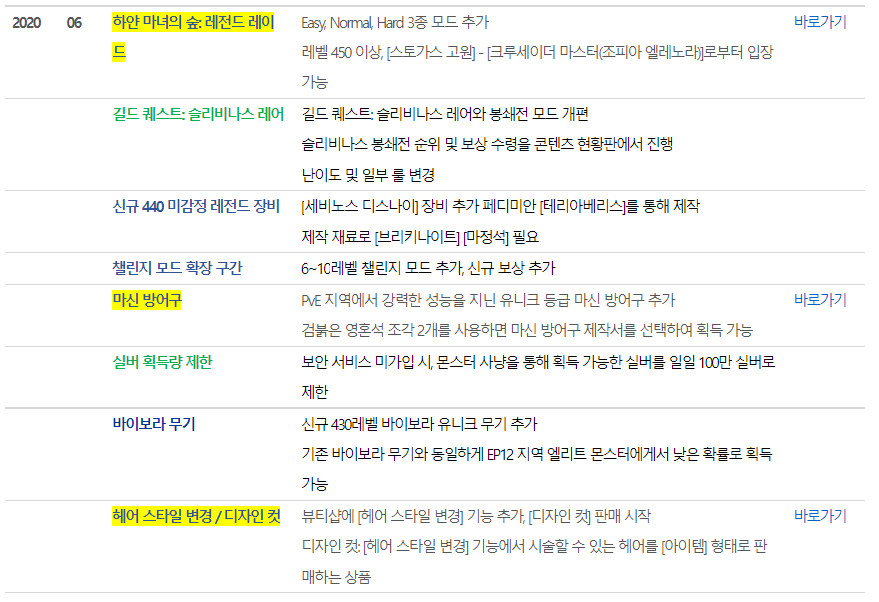 2020 06 하얀 마녀의 숲: 레전드 레이드 Easy, Normal, Hard 3종 모드 추가 바로가기
레벨 450 이상, [스토가스 고원] - [크루세이더 마스터(조피아 엘레노라)]로부터 입장
가능
길드 퀘스트: 슬리비나스 레어 길드 퀘스트: 슬리비나스 레어와 봉쇄전 모드 개편
슬리비나스 봉쇄전 순위 및 보상 수령을 콘텐츠 현황판에서 진행
난이도 및 일부 룰 변경
신규 440 미감정 레전드 장비 [세비노스 디스나이] 장비 추가 페디미안 [테리아베리스]를 통해 제작
제작 재료로 [브리키나이트] [마정석] 필요
챌린지 모드 확장 구간 6~10레벨 챌린지 모드 추가, 신규 보상 추가
마신 방어구 PvE 지역에서 강력한 성능을 지닌 유니크 등급 마신 방어구 추가 바로가기
검붉은 영혼석 조각 2개를 사용하면 마신 방어구 제작서를 선택하여 획득 가능
실버 획득량 제한 보안 서비스 미가입 시, 몬스터 사냥을 통해 획득 가능한 실버를 일일 100만 실버로
제한
바이보라 무기 신규 430레벨 바이보라 유니크 무기 추가
기존 바이보라 무기와 동일하게 EP12 지역 엘리트 몬스터에게서 낮은 확률로 획득
가능
헤어 스타일 변경 / 디자인 컷 뷰티샵에 [헤어 스타일 변경] 기능 추가, [디자인 컷] 판매 시작 바로가기
디자인 컷: [헤어 스타일 변경] 기능에서 시술할 수 있는 헤어를 [아이템] 형태로 판
매하는 상품